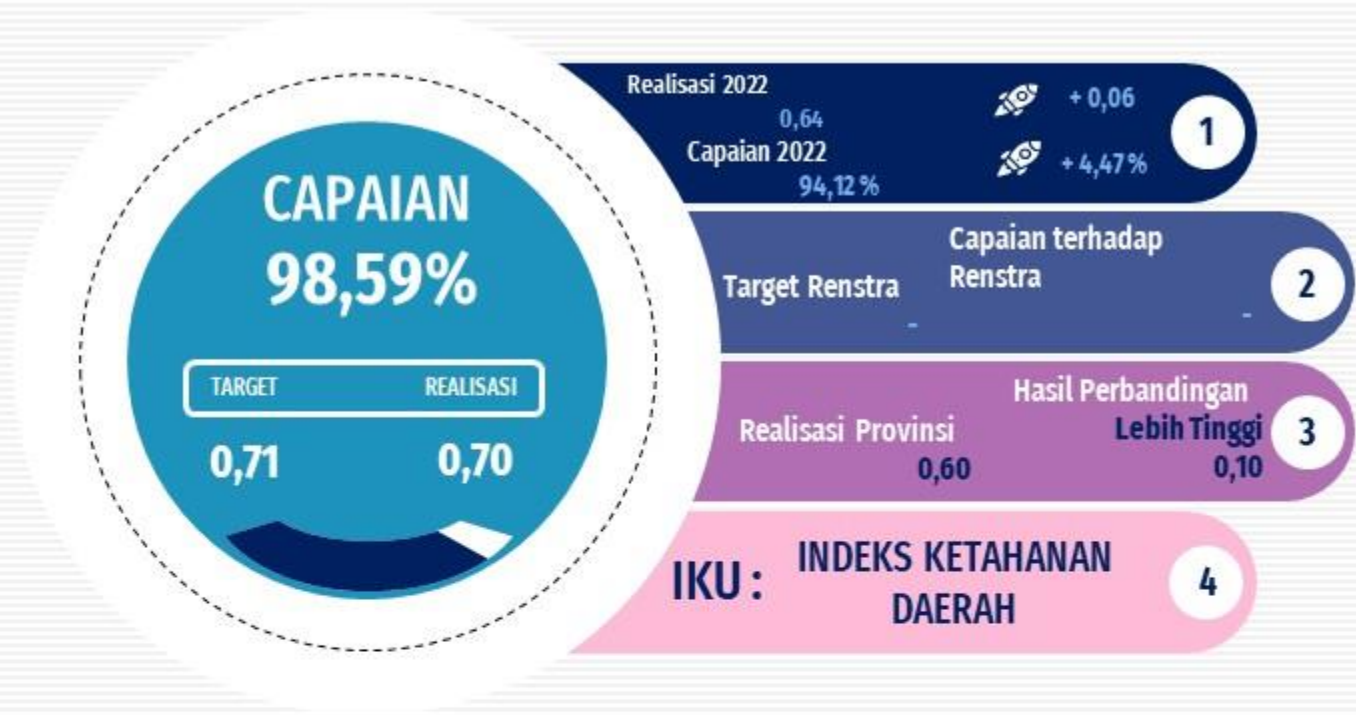 CAPAIAN
98,59%
TARGET REALISASI
0,71 0,70
Realisasi 2022
0,64
+ 0,06
Capaian 2022
94,12 %
+ 4,47%
1
Target Renstra
-
Capaian terhadap
Renstra
-
2
Realisasi Provinsi
0,60
Hasil Perbandingan
Lebih Tinggi
0,10
3
IKU :
INDEKS KETAHANAN
DAERAH
4